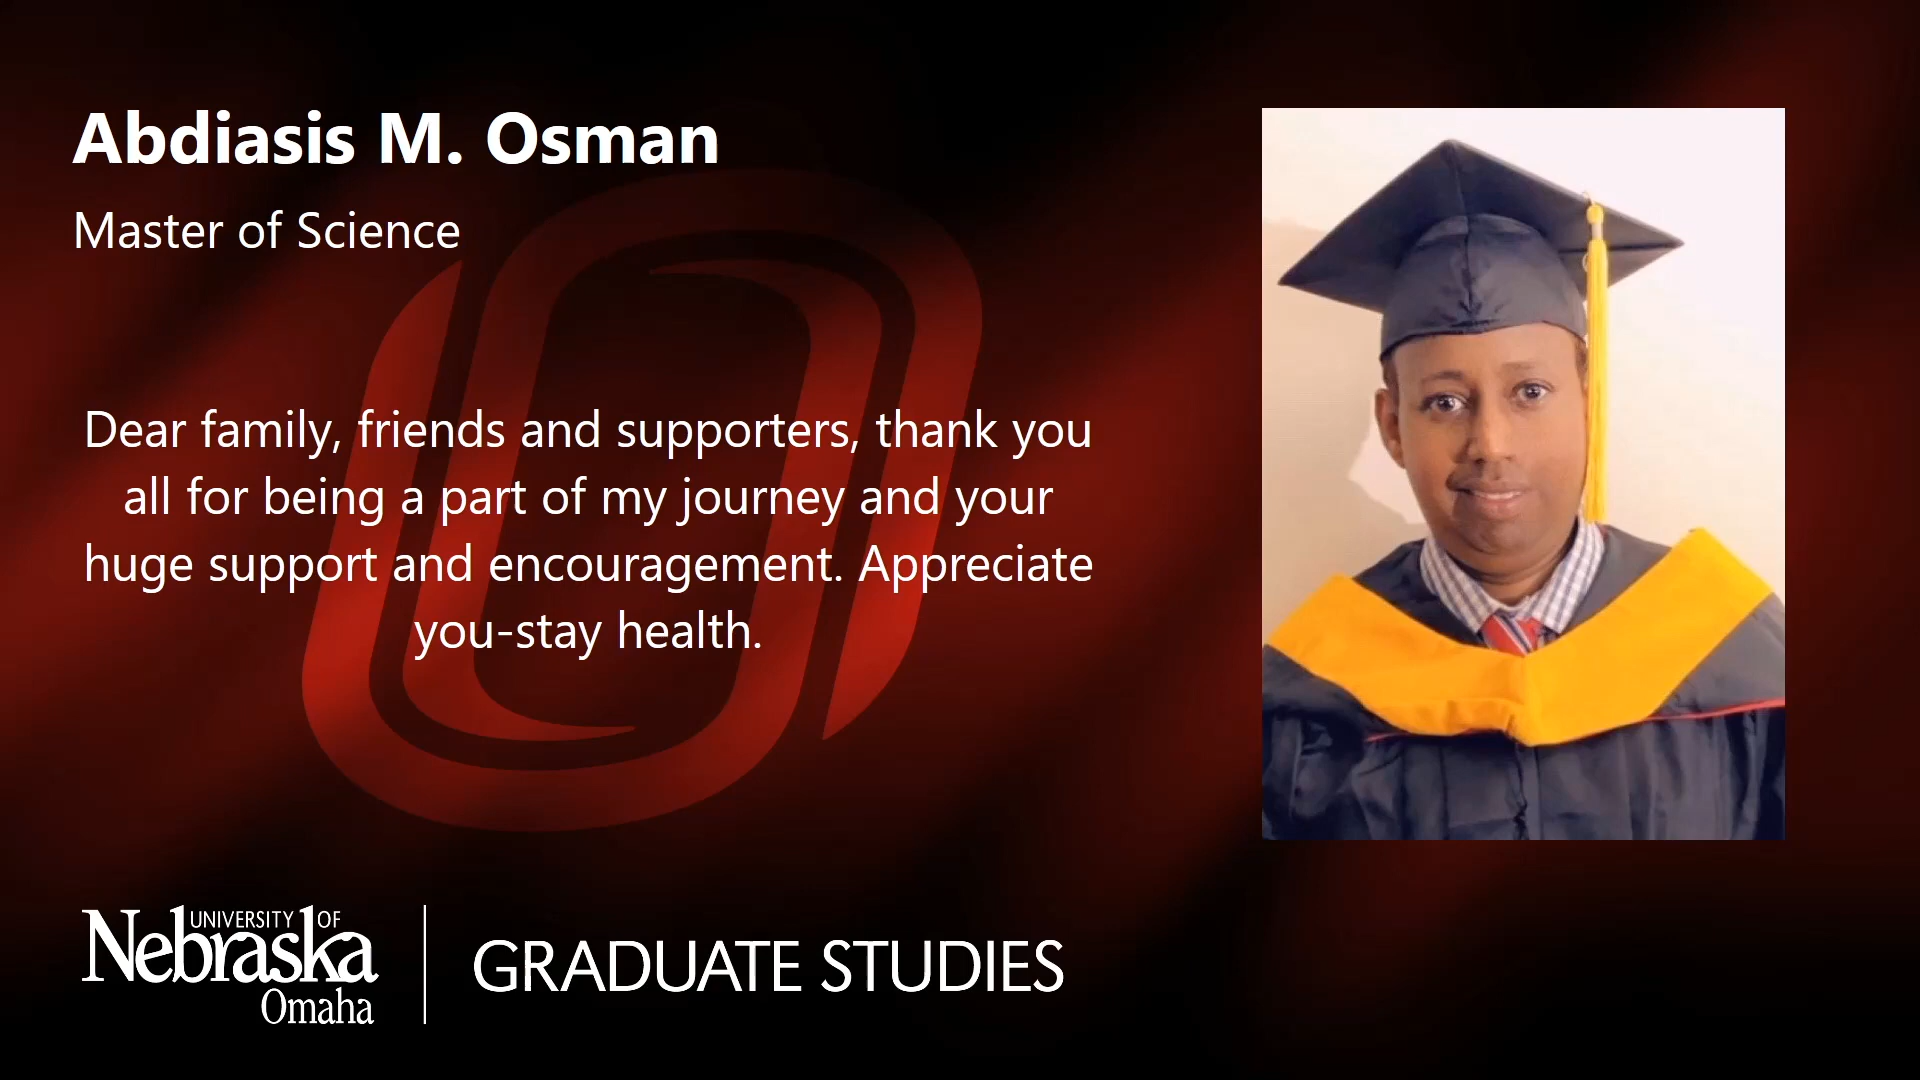 Abdiasis M. Osman
Master of Science
Dear family, friends and supporters, thank you
all for being a part of my journey and your
huge support and encouragement. Appreciate
you-stay health.
UNIVERSITY OF
Nebraska
Omaha
GRADUATE STUDIES